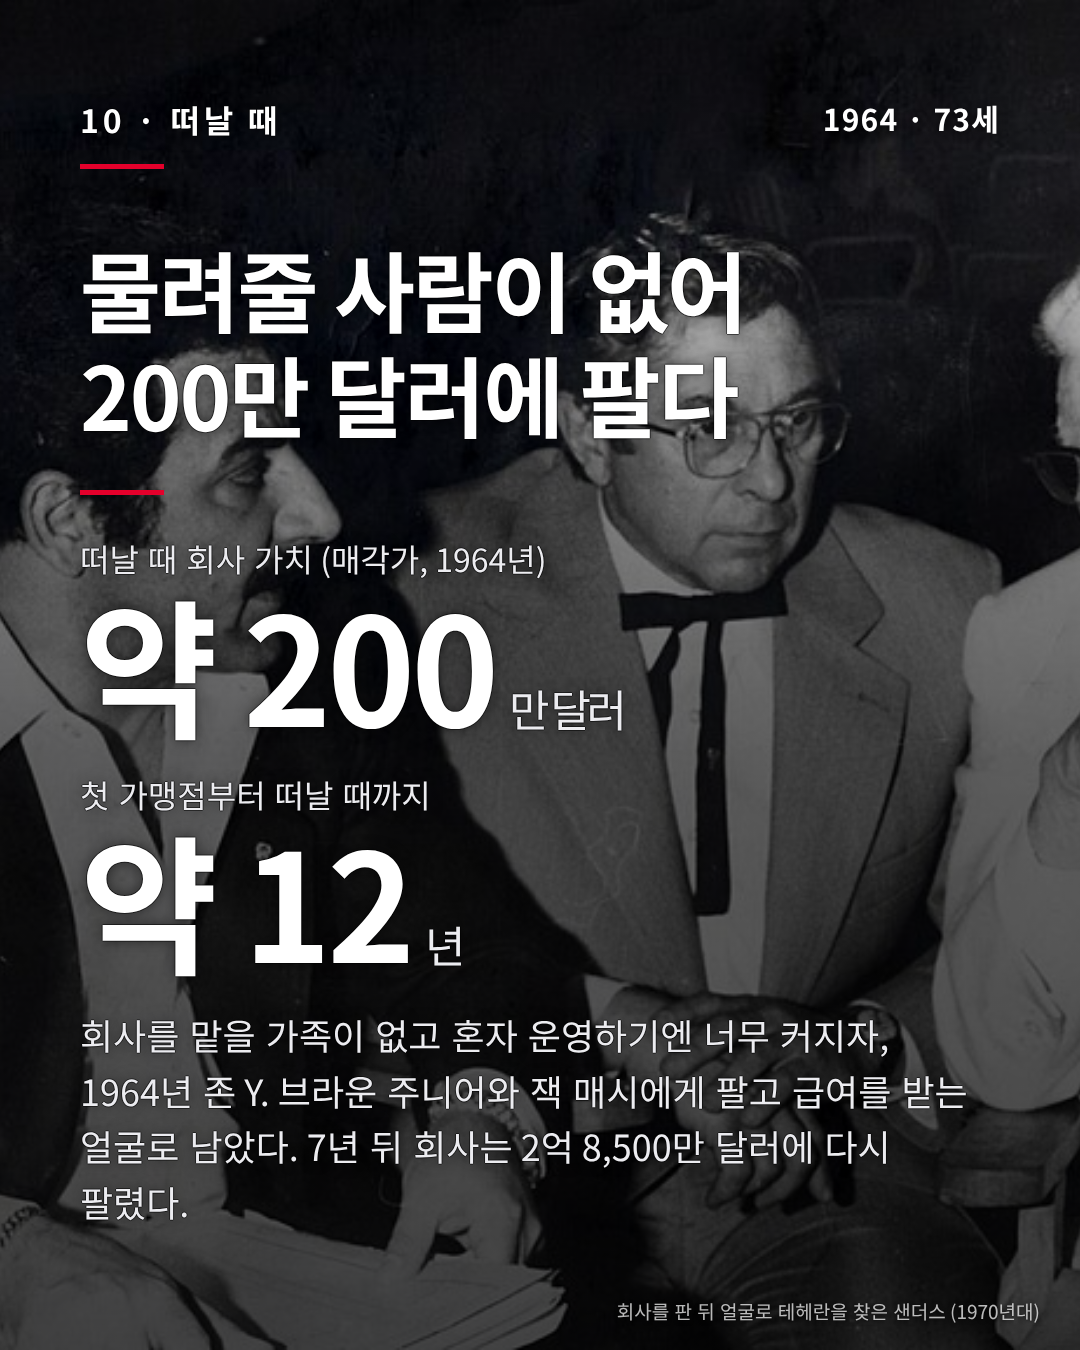 10 · 떠날 때
1964 · 73세
물려줄 사람이 없어
200만 달러에 팔다
떠날 때 회사 가치 (매각가, 1964년)
약 200 만달러
첫 가맹점부터 떠날 때까지
약 12 년
회사를 맡을 가족이 없고 혼자 운영하기엔 너무 커지자,
1964년 존 Y. 브라운 주니어와 잭 매시에게 팔고 급여를 받는
얼굴로 남았다. 7년 뒤 회사는 2억 8,500만 달러에 다시
팔렸다.
회사를 판 뒤 얼굴로 테헤란을 찾은 샌더스 (1970년대)